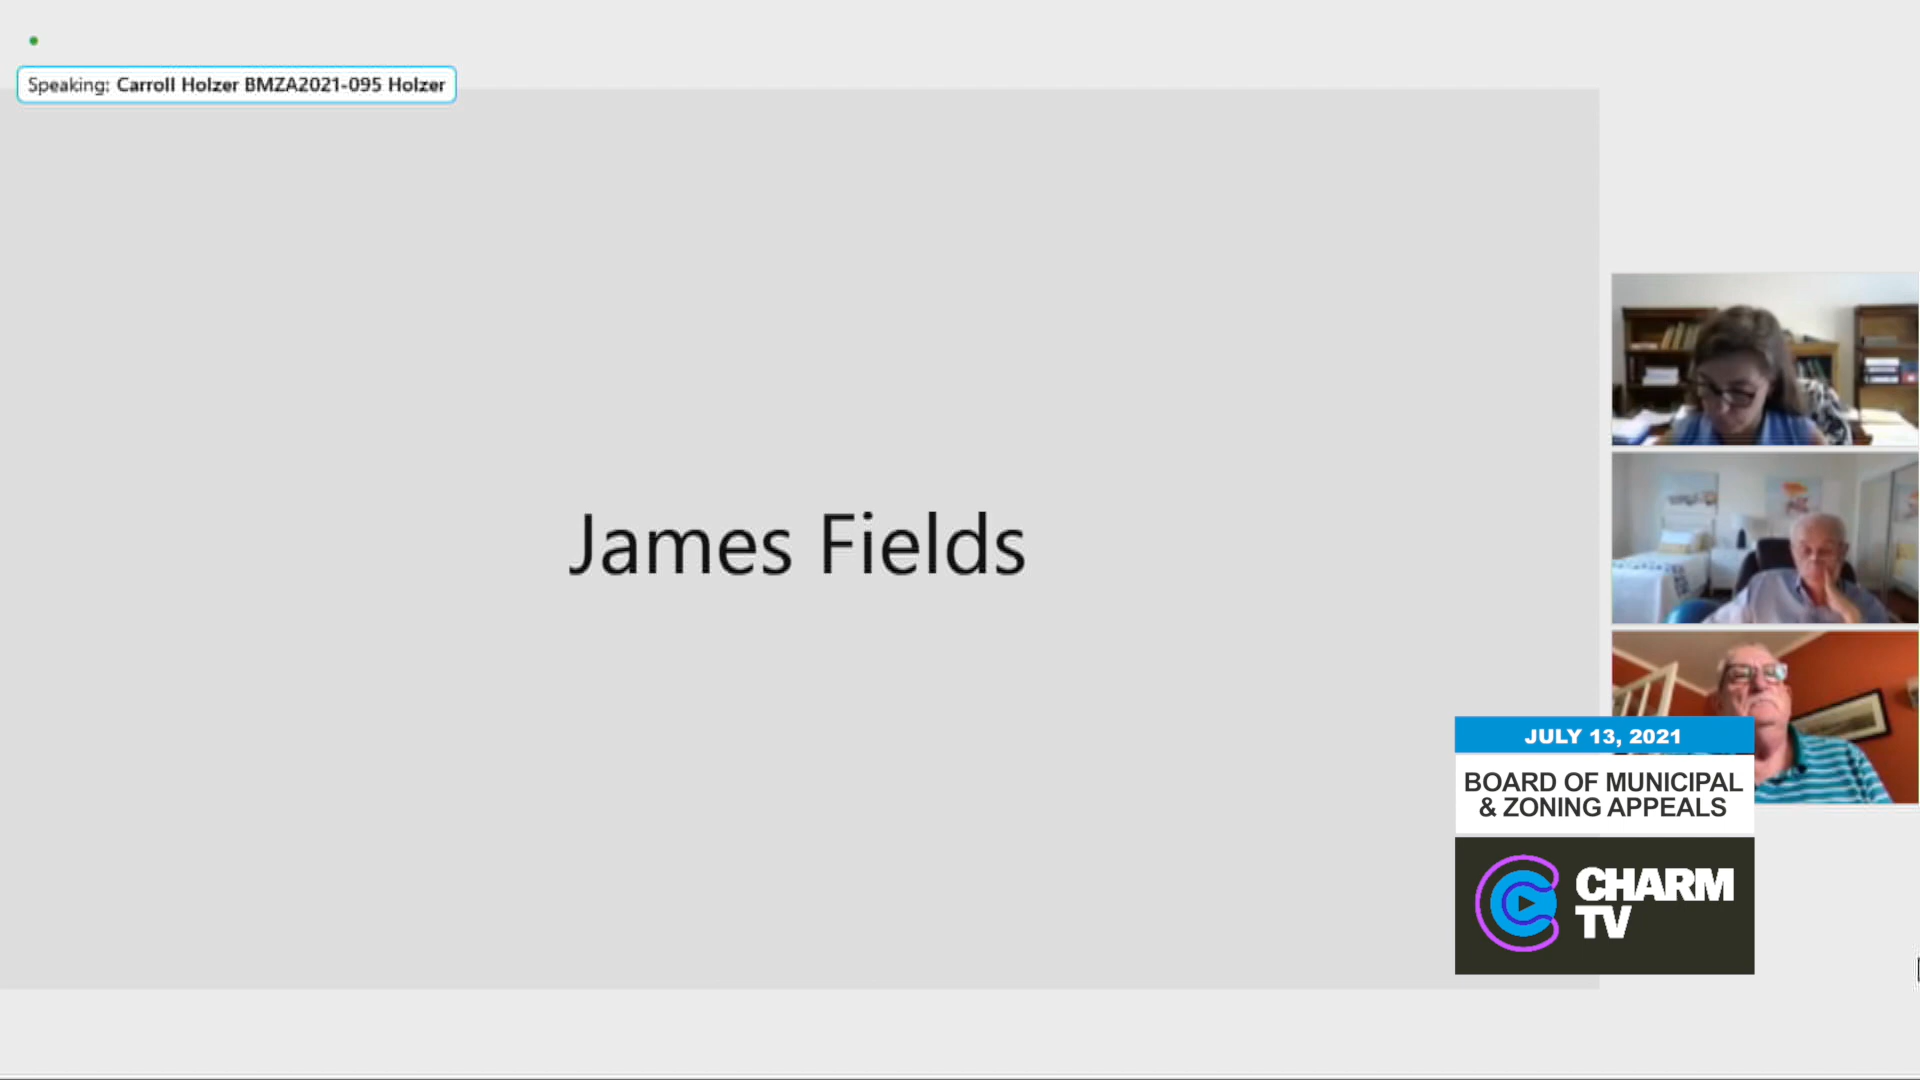 Speaking: Carroll Holzer BMZA2021-095 Holzer
James Fields
JULY 13, 2021
BOARD OF MUNICIPAL
& ZONING APPEALS
CHARM
TV